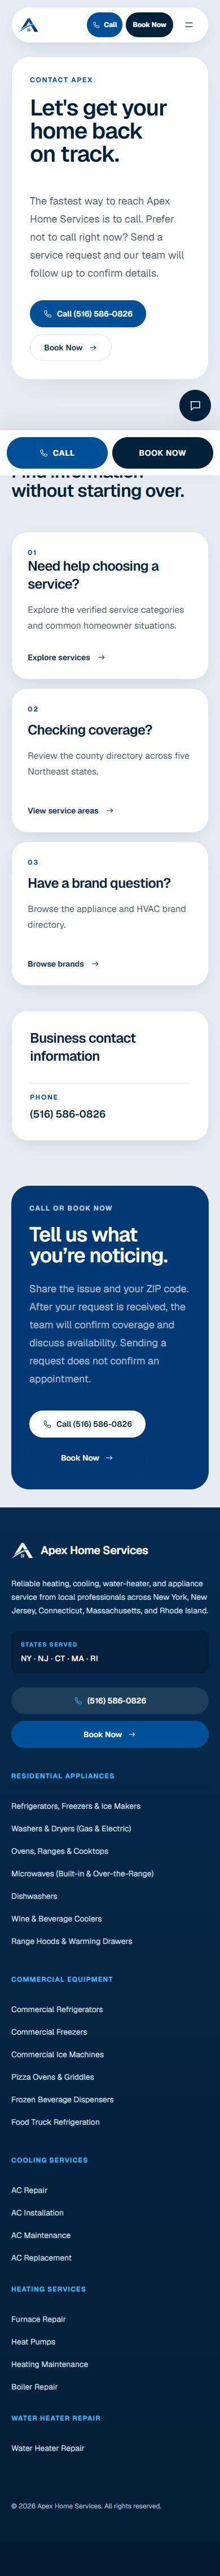 Call
Book Now
CONTACT APEX
Let's get your
home back
on track.
The fastest way to reach Apex
Home Services is to call. Prefer
not to call right now? Send a
service request and our team will
follow up to confirm details.
Call (516) 586-0826
Book Now
CALL
BOOK NOW
without starting over.
01
Need help choosing a
service?
Explore the verified service categories
and common homeowner situations.
Explore services
02
Checking coverage?
Review the county directory across five
Northeast states.
View service areas
03
Have a brand question?
Browse the appliance and HVAC brand
directory.
Browse brands
Business contact
information
PHONE
(516) 586-0826
CALL OR BOOK NOW
Tell us what
you're noticing.
Share the issue and your ZIP code.
After your request is received, the
team will confirm coverage and
discuss availability. Sending a
request does not confirm an
appointment.
Call (516) 586-0826
Book Now
Apex Home Services
Reliable heating, cooling, water-heater, and appliance
service from local professionals across New York, New
Jersey, Connecticut, Massachusetts, and Rhode Island.
STATES SERVED
NY · NJ · CT · MA · RI
(516) 586-0826
Book Now
RESIDENTIAL APPLIANCES
Refrigerators, Freezers & Ice Makers
Washers & Dryers (Gas & Electric)
Ovens, Ranges & Cooktops
Microwaves (Built-in & Over-the-Range)
Dishwashers
Wine & Beverage Coolers
Range Hoods & Warming Drawers
COMMERCIAL EQUIPMENT
Commercial Refrigerators
Commercial Freezers
Commercial Ice Machines
Pizza Ovens & Griddles
Frozen Beverage Dispensers
Food Truck Refrigeration
COOLING SERVICES
AC Repair
AC Installation
AC Maintenance
AC Replacement
HEATING SERVICES
Furnace Repair
Heat Pumps
Heating Maintenance
Boiler Repair
WATER HEATER REPAIR
Water Heater Repair
© 2026 Apex Home Services. All rights reserved.